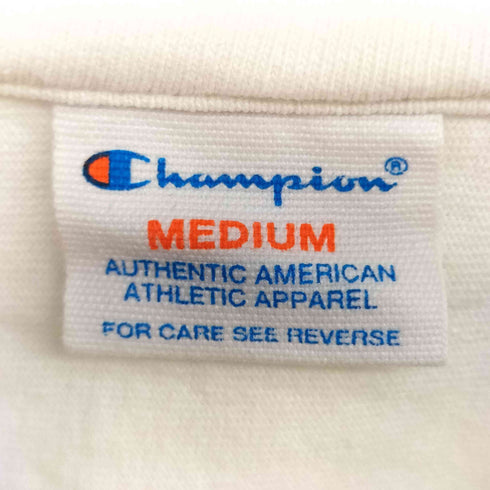 Champion®
MEDIUM
AUTHENTIC AMERICAN
ATHLETIC APPAREL
FOR CARE SEE REVERSE